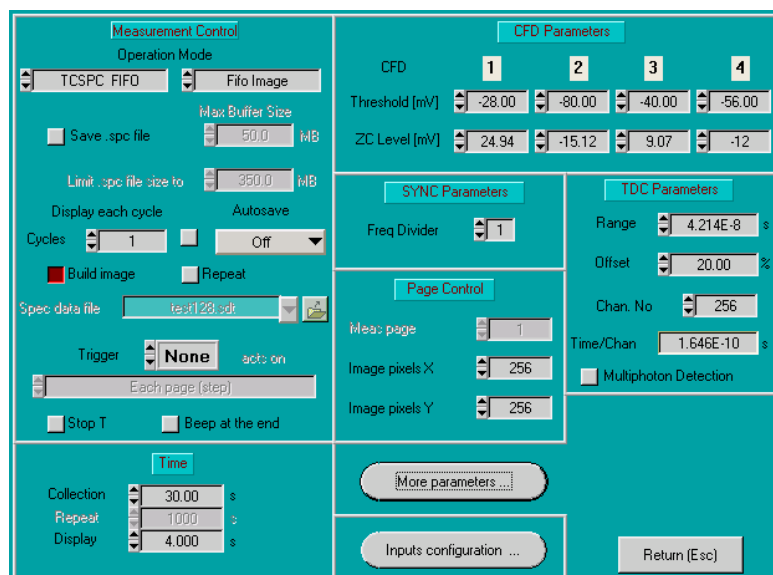 Measurement Control
Operation Mode
TCSPC FIFO Fifo Image
Max Buffer Size
Save .spc file 50.0 MB
Limit .spc file size to 350.0 MB
Display each cycle Autosave
Cycles 1 Off
Build image Repeat
Spec data file test128.sdt
Trigger None acts on
Each page (step)
Stop T Beep at the end
Time
Collection 30.00 s
Repeat 1000 s
Display 4.000 s
CFD Parameters
CFD 1 2 3 4
Threshold [mV] -28.00 -80.00 -40.00 -56.00
ZC Level [mV] 24.94 -15.12 9.07 -12
SYNC Parameters
Freq Divider 1
Page Control
Meas page 1
Image pixels X 256
Image pixels Y 256
TDC Parameters
Range 4.214E-8 s
Offset 20.00 %
Chan. No 256
Time/Chan 1.646E-10 s
Multiphoton Detection
More parameters ...
Inputs configuration ...
Return (Esc)